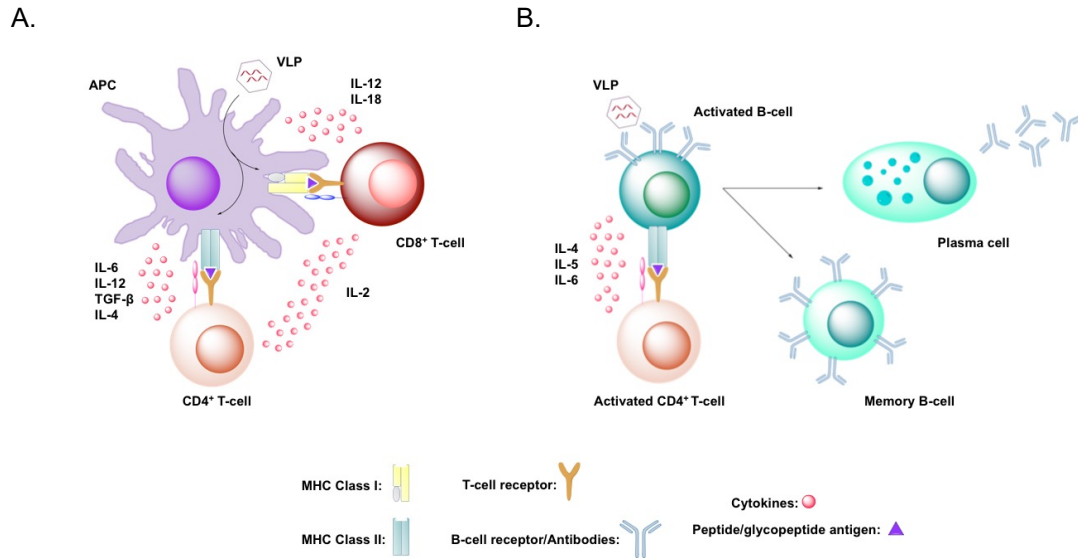 A.
VLP
APC
IL-12
IL-18
CD8⁺ T-cell
IL-6
IL-12
TGF-β
IL-4
IL-2
CD4⁺ T-cell
B.
VLP
Activated B-cell
Plasma cell
IL-4
IL-5
IL-6
Activated CD4⁺ T-cell
Memory B-cell
MHC Class I:
T-cell receptor:
Cytokines:
MHC Class II:
B-cell receptor/Antibodies:
Peptide/glycopeptide antigen: